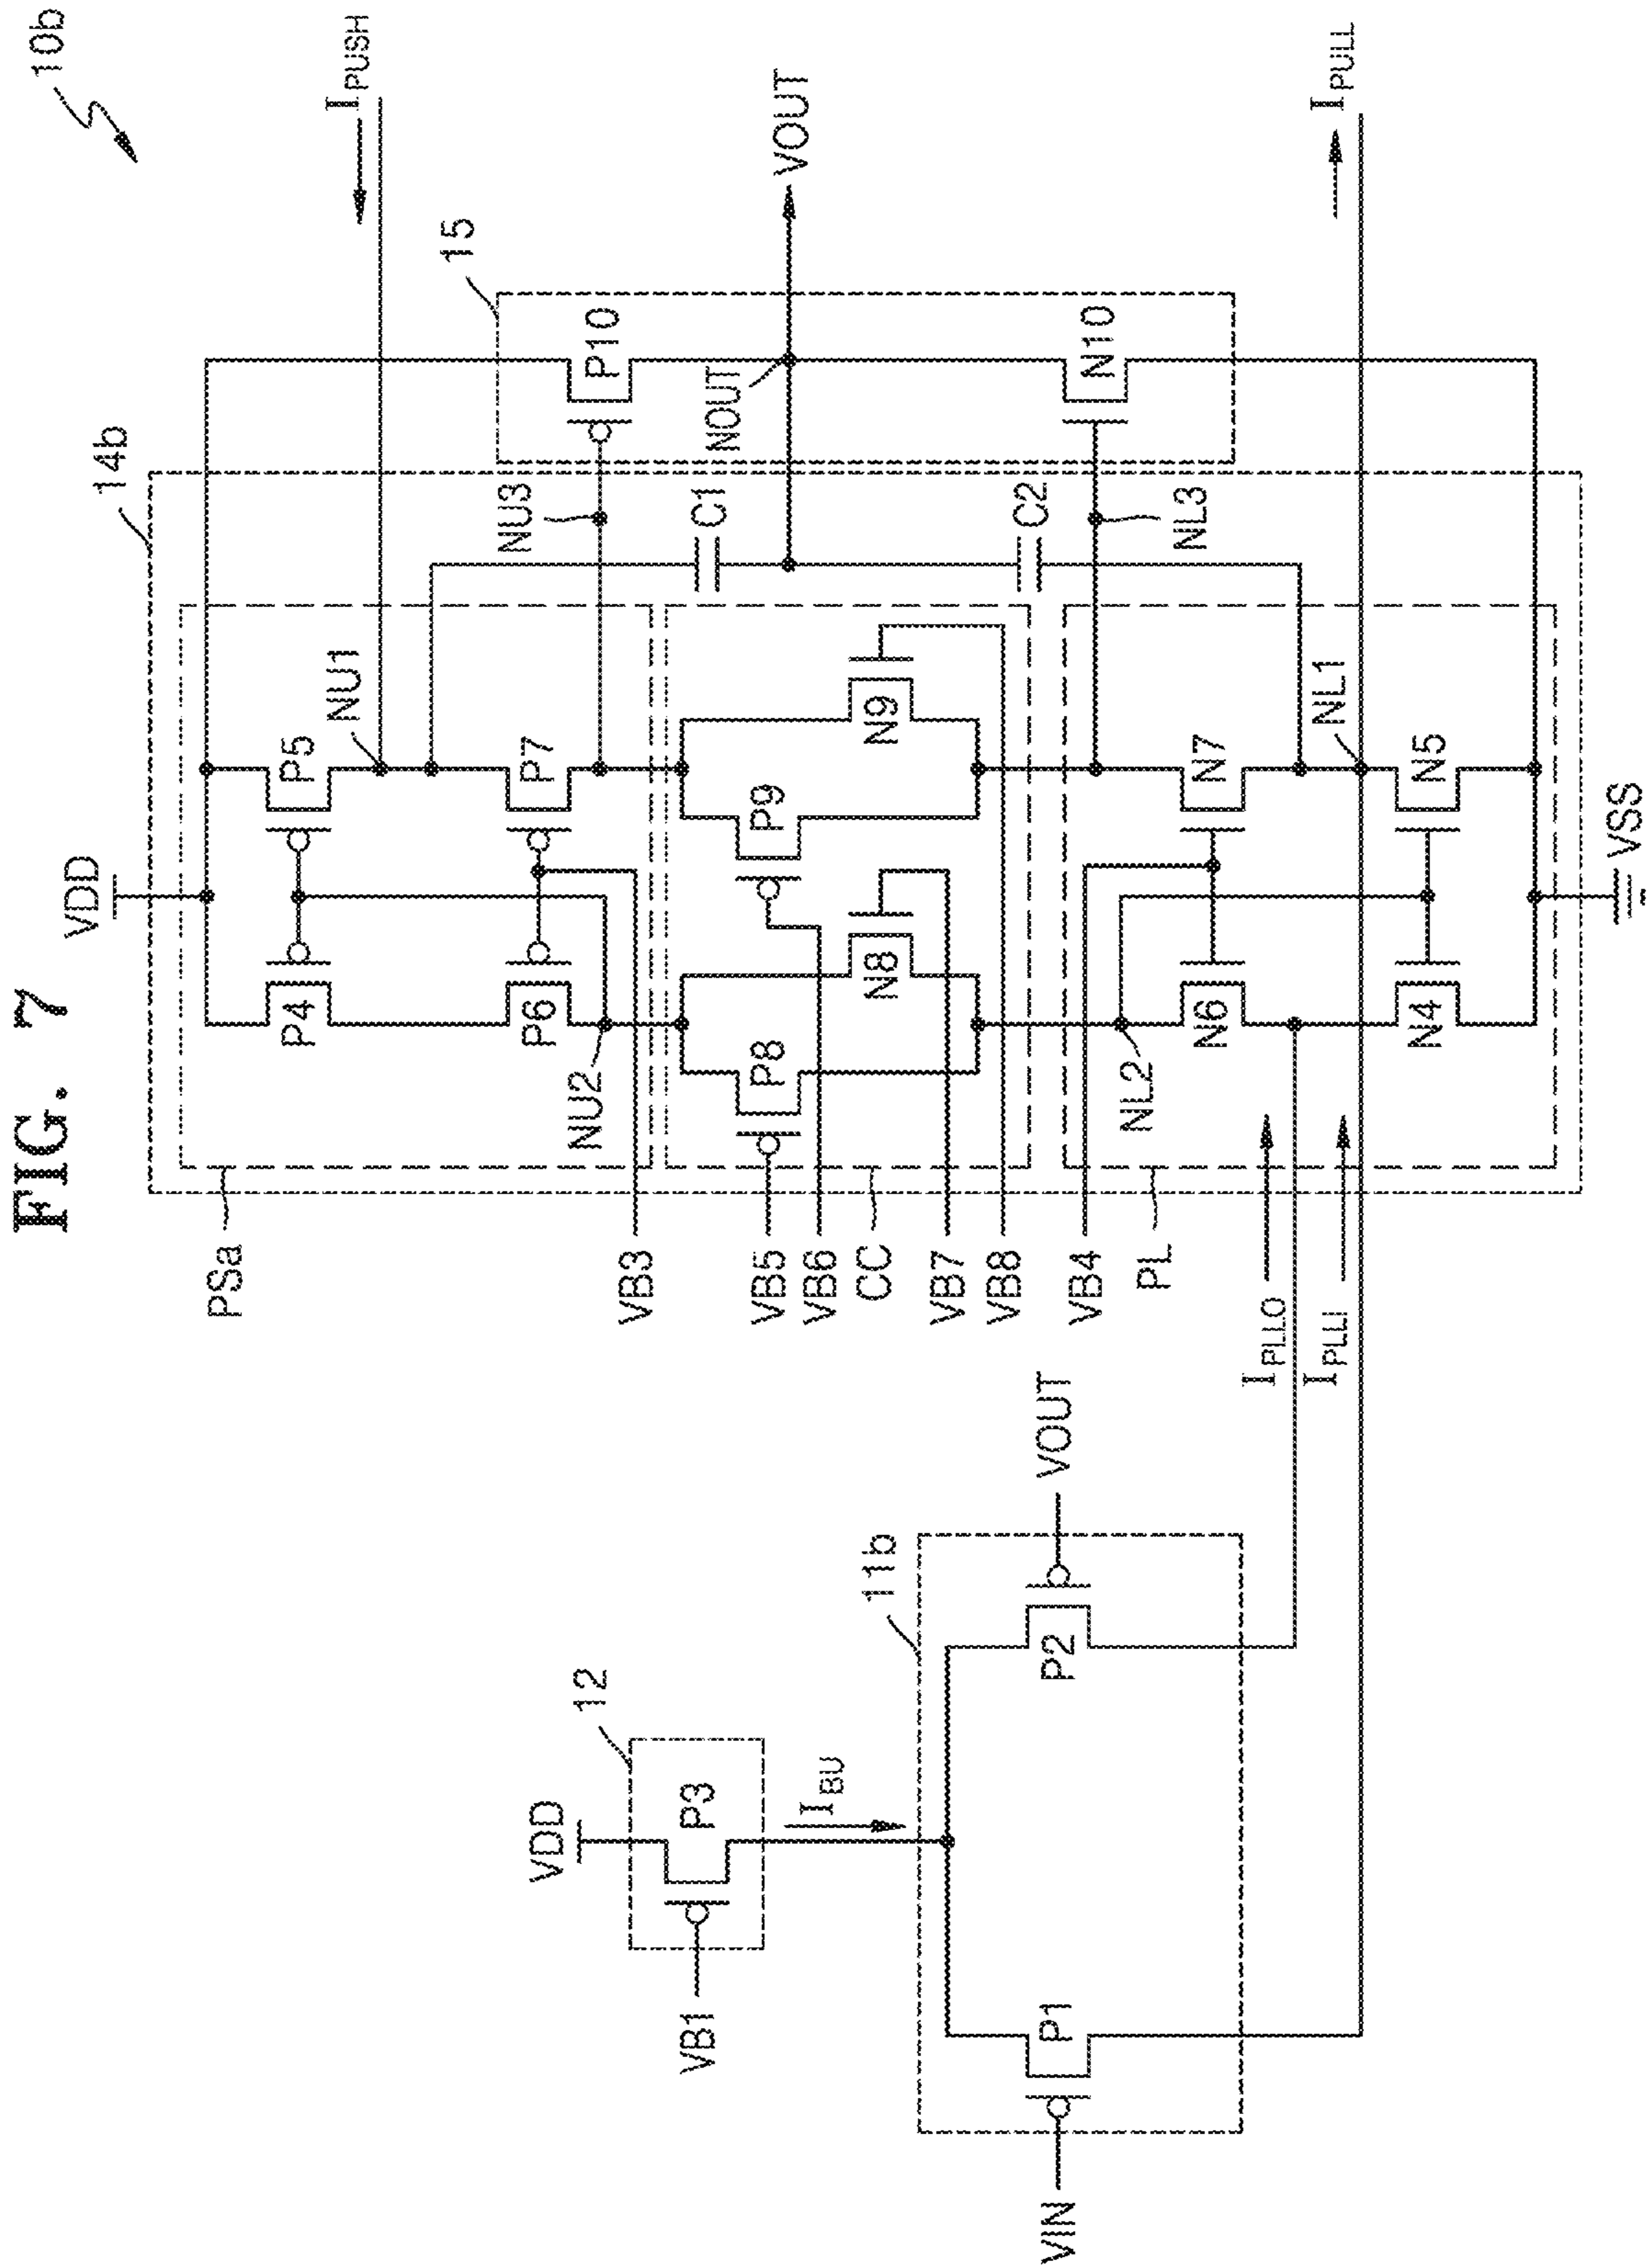 FIG. 7
10b
14b
VDD
IPUSH
PSa
P4
P5
NU1
15
P6
P7
NU2
NU3
P10
VB3
C1
NOUT
VOUT
12
VDD
P3
VB1
IBU
VB5
VB6
CC
VB7
VB8
P8
P9
N8
N9
C2
11b
VIN
P1
P2
VOUT
VB4
PL
NL2
NL3
N10
N6
N7
IPLLO
IPLLI
NL1
IPULL
N4
N5
VSS